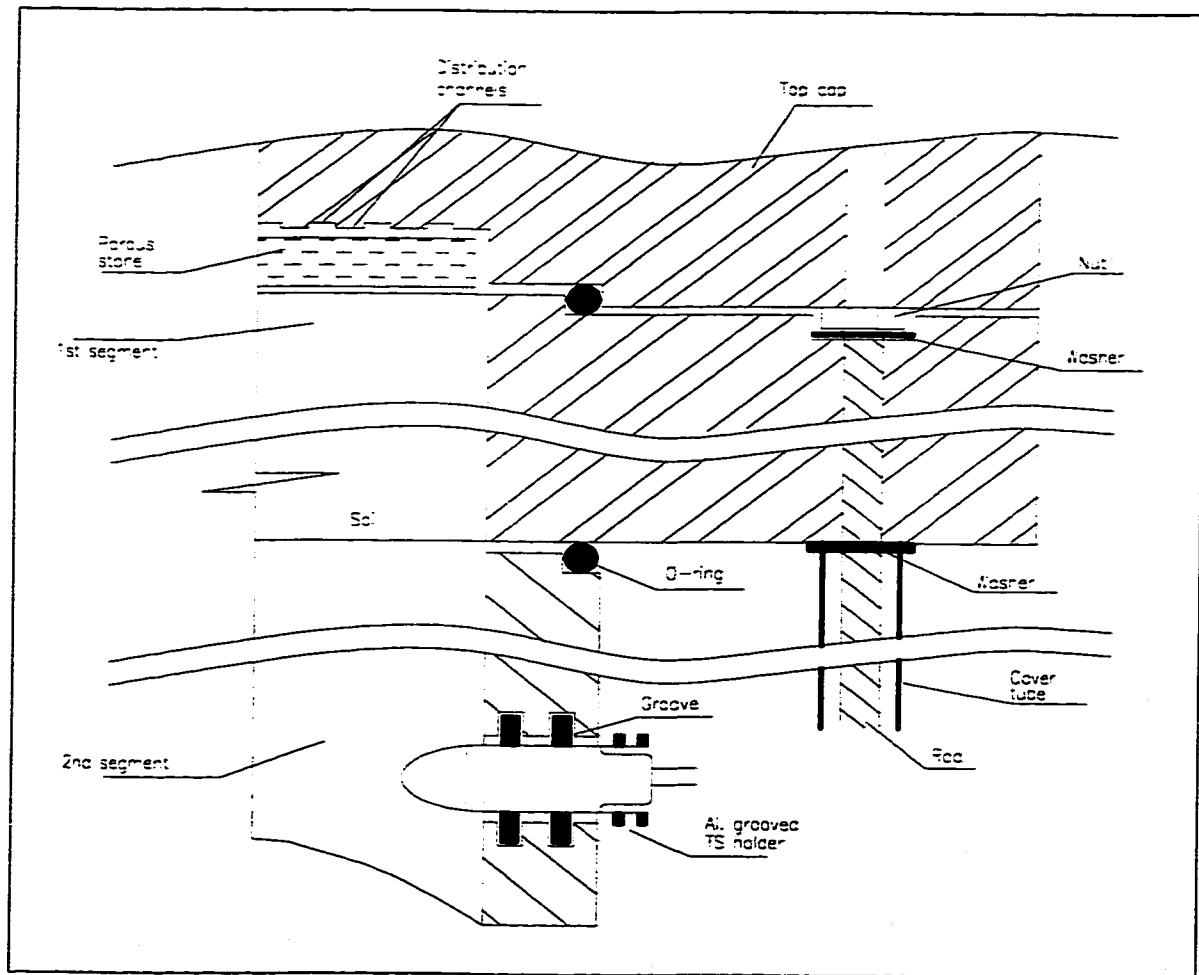 Distribution
channels
Top cap
Porous
stone
Nut
1st segment
Washer
Soil
O-ring
Washer
Groove
Cover
tube
2nd segment
Rod
Al. grooved
TS holder